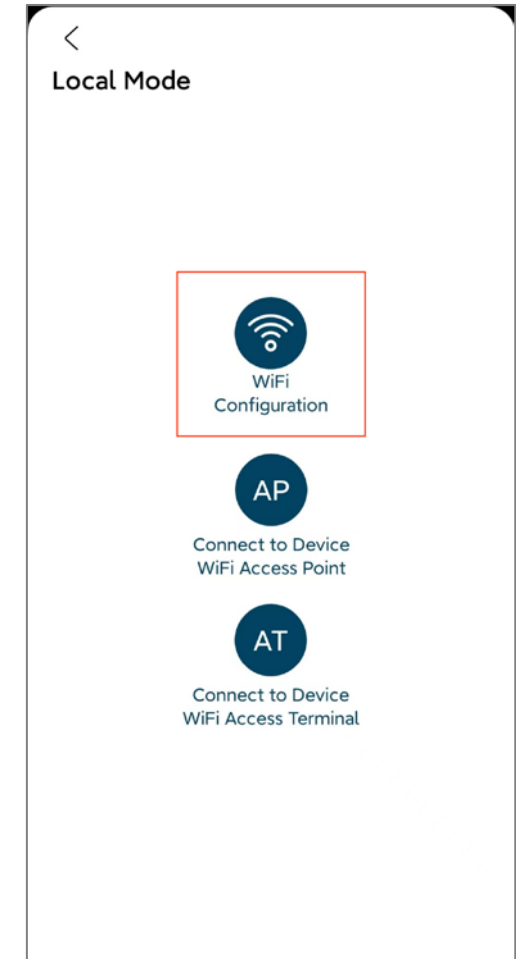 Local Mode
WiFi
Configuration
AP
Connect to Device
WiFi Access Point
AT
Connect to Device
WiFi Access Terminal